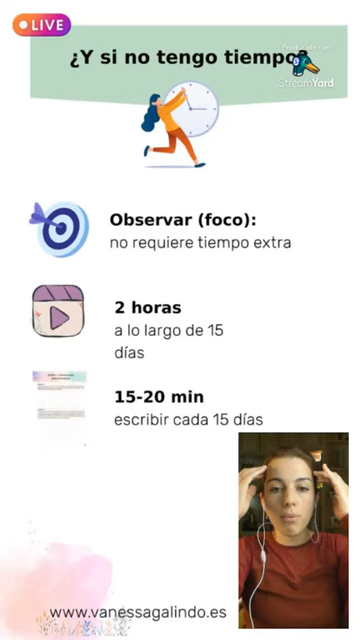 LIVE
¿Y si no tengo tiempo?
StreamYard
Observar (foco):
no requiere tiempo extra
2 horas
a lo largo de 15
días
15-20 min
escribir cada 15 días
www.vanessagalindo.es